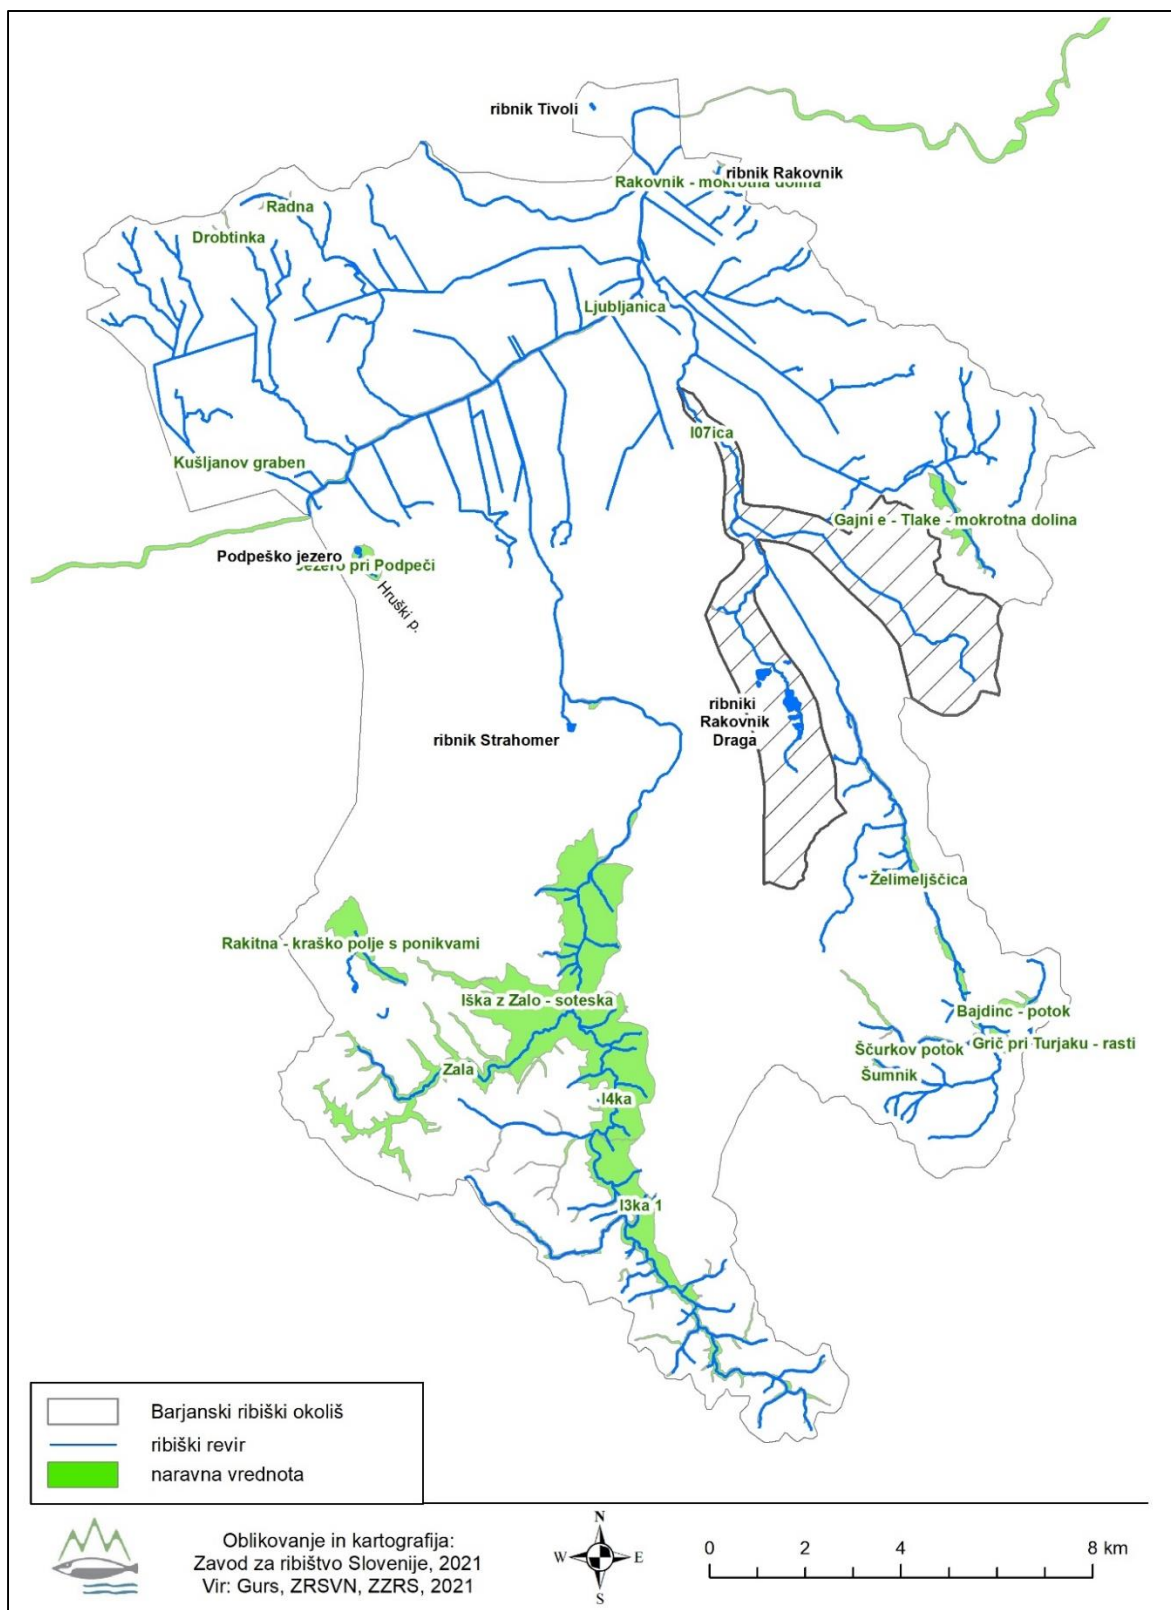 ribnik Tivoli
ribnik Rakovnik
Rakovnik - mokrotna dolina
Radna
Drobtinka
Ljubljanica
I07ica
Kušljanov graben
Gajni e - Tlake - mokrotna dolina
Podpeško jezero
Jezero pri Podpeči
Hruški p.
ribniki
Rakovnik
Draga
ribnik Strahomer
Želimeljščica
Rakitna - kraško polje s ponikvami
Iška z Zalo - soteska
Bajdinc - potok
Grič pri Turjaku - rasti
Ščurkov potok
Šumnik
Zala
I4ka
I3ka 1
Barjanski ribiški okoliš
ribiški revir
naravna vrednota
Oblikovanje in kartografija:
Zavod za ribištvo Slovenije, 2021
Vir: Gurs, ZRSVN, ZZRS, 2021
N
W E
S
0 2 4 8 km